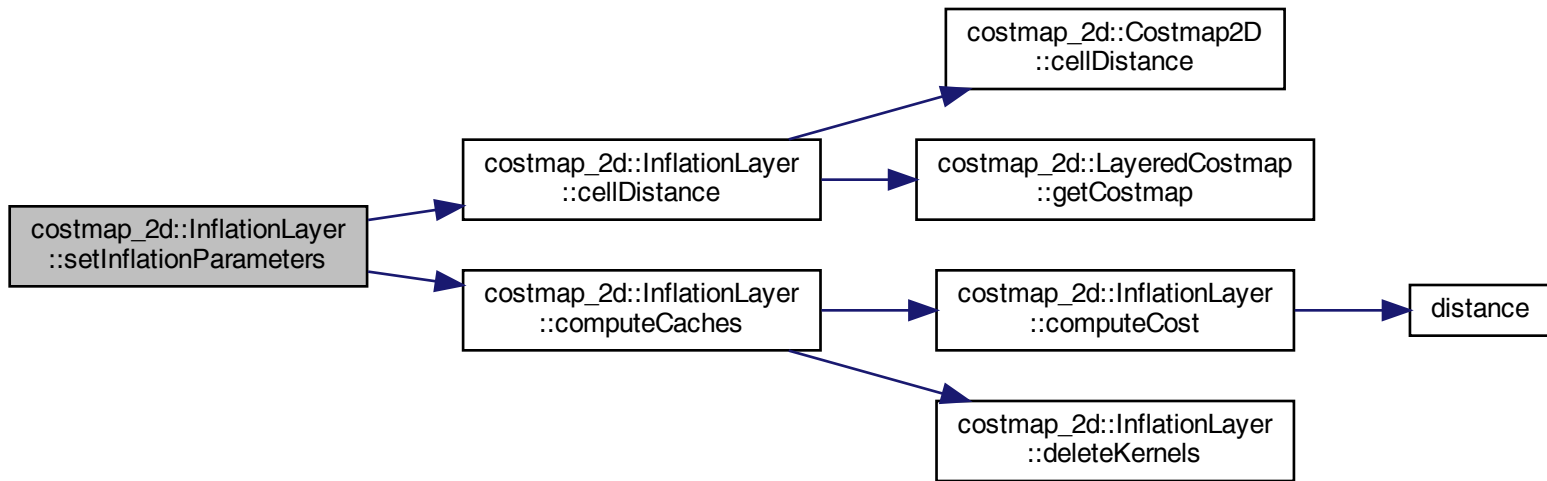 costmap_2d::InflationLayer
::setInflationParameters
costmap_2d::InflationLayer
::cellDistance
costmap_2d::Costmap2D
::cellDistance
costmap_2d::LayeredCostmap
::getCostmap
costmap_2d::InflationLayer
::computeCaches
costmap_2d::InflationLayer
::computeCost
distance
costmap_2d::InflationLayer
::deleteKernels